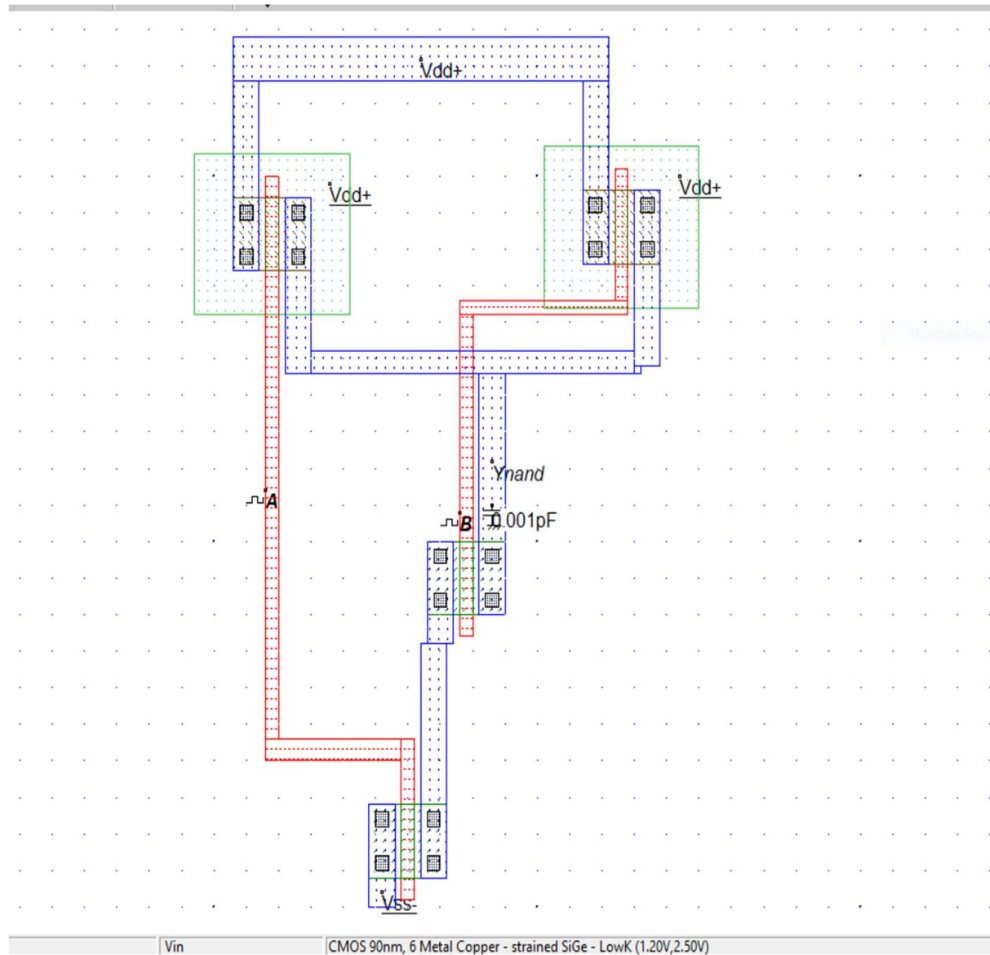 Vdd+
Vdd+
Vdd+
Ynand
A
B
0.001pF
Vss-
Vin
CMOS 90nm, 6 Metal Copper - strained SiGe - LowK (1.20V,2.50V)